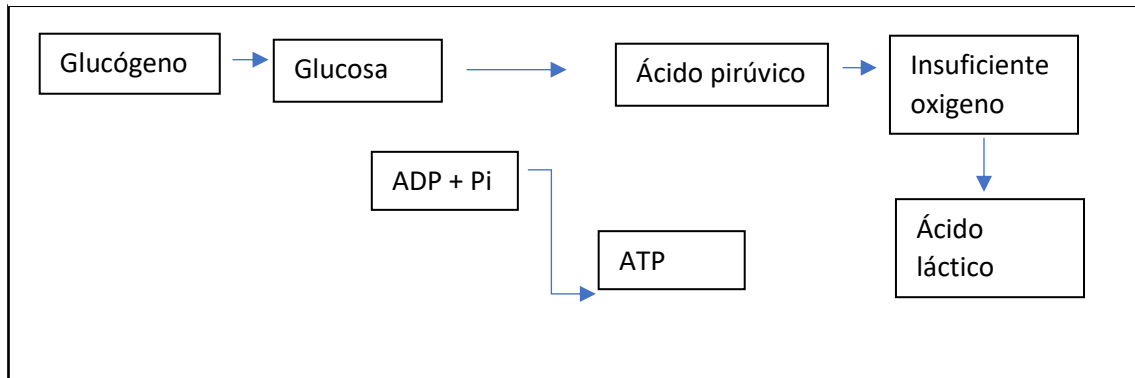 Glucógeno
Glucosa
Ácido pirúvico
Insuficiente
oxigeno
ADP + Pi
ATP
Ácido
láctico